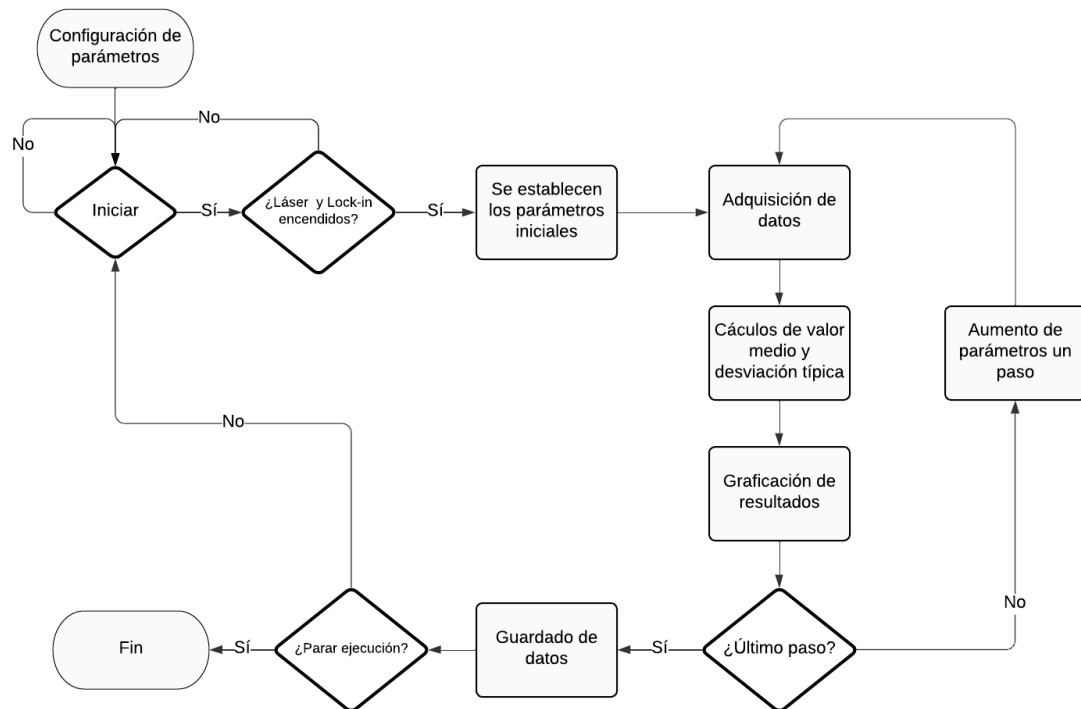 Configuración de
parámetros
No
No
Iniciar
Sí
¿Láser y Lock-in
encendidos?
Sí
Se establecen
los parámetros
iniciales
Adquisición de
datos
Cáculos de valor
medio y
desviación típica
Aumento de
parámetros un
paso
No
Graficación de
resultados
No
Fin
Sí
¿Parar ejecución?
Guardado de
datos
Sí
¿Último paso?